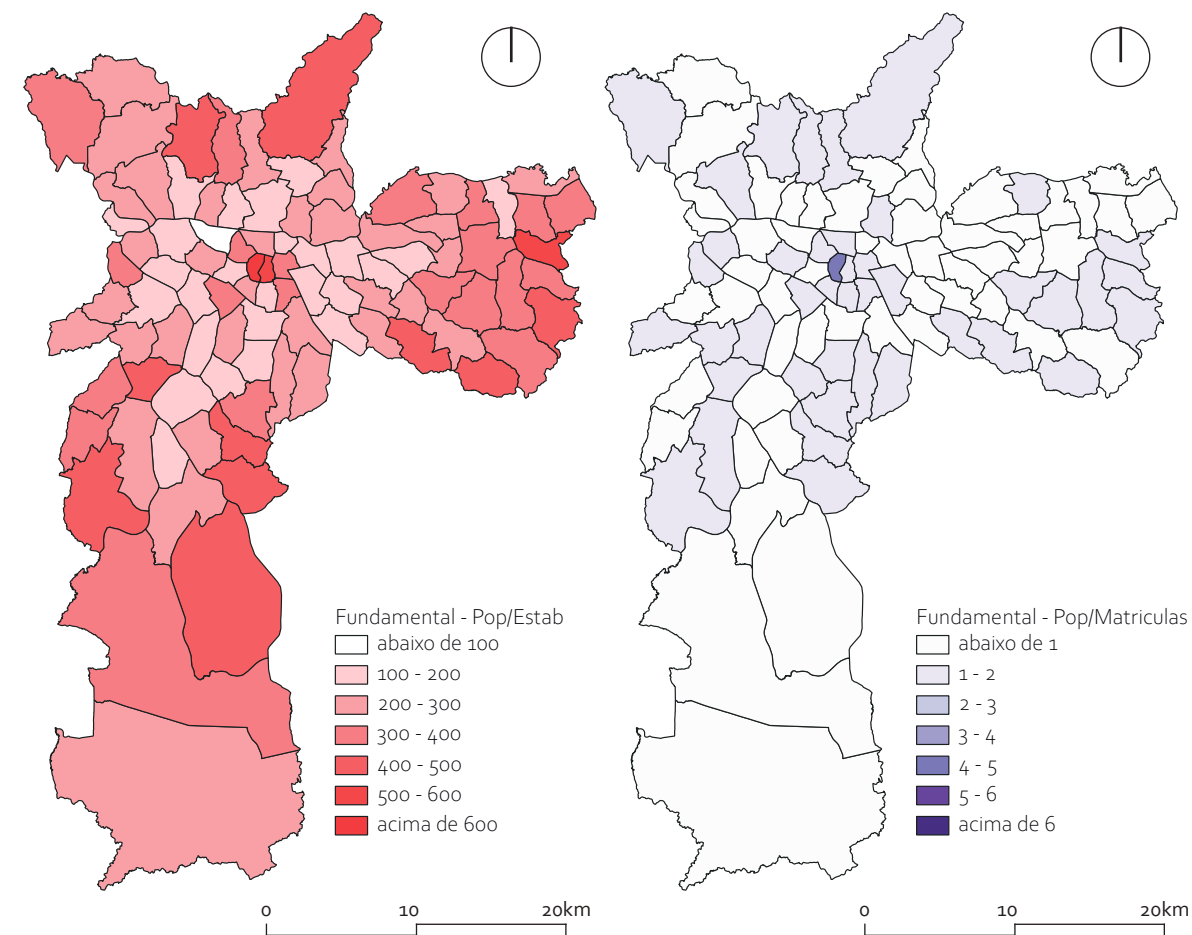 Fundamental - Pop/Estab
abaixo de 100
100 - 200
200 - 300
300 - 400
400 - 500
500 - 600
acima de 600
0 10 20km
Fundamental - Pop/Matriculas
abaixo de 1
1 - 2
2 - 3
3 - 4
4 - 5
5 - 6
acima de 6
0 10 20km